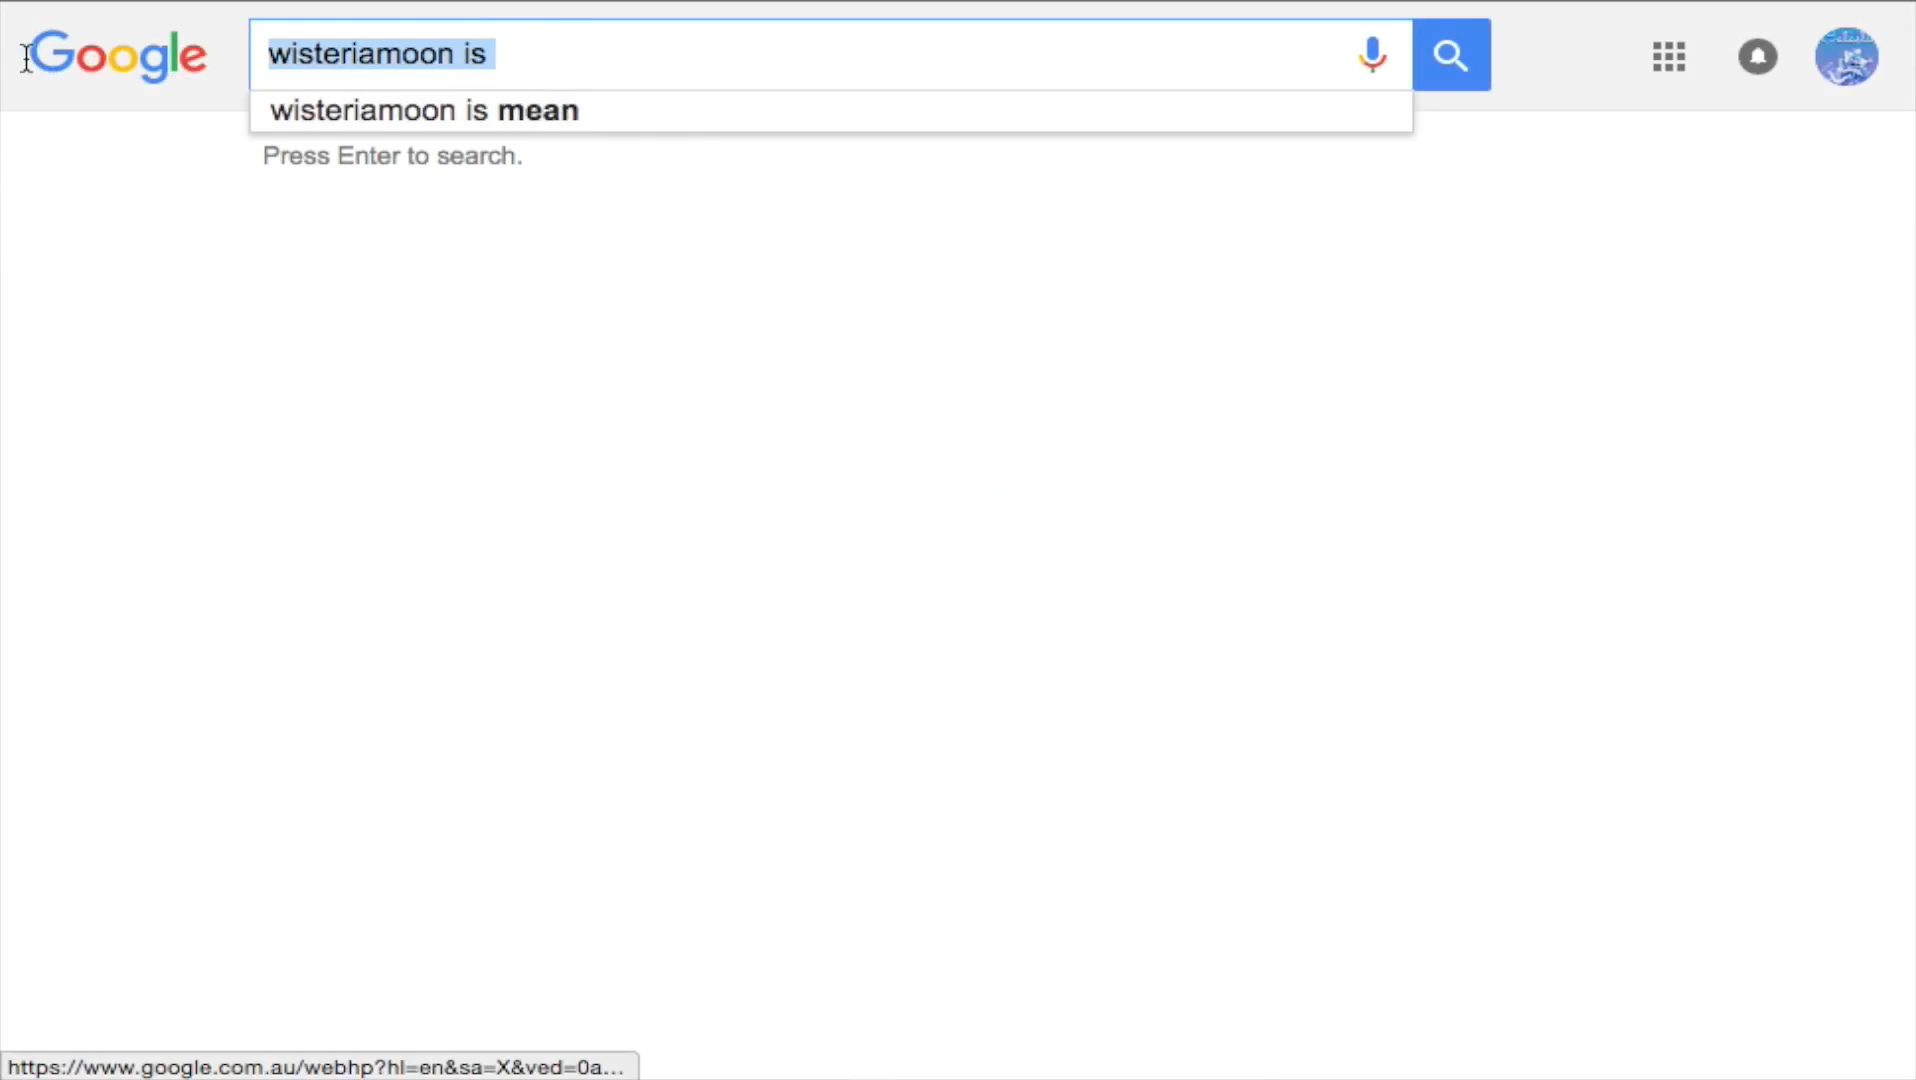 Google
wisteriamoon is
wisteriamoon is mean
Press Enter to search.
https://www.google.com.au/webhp?hl=en&sa=X&ved=0a...